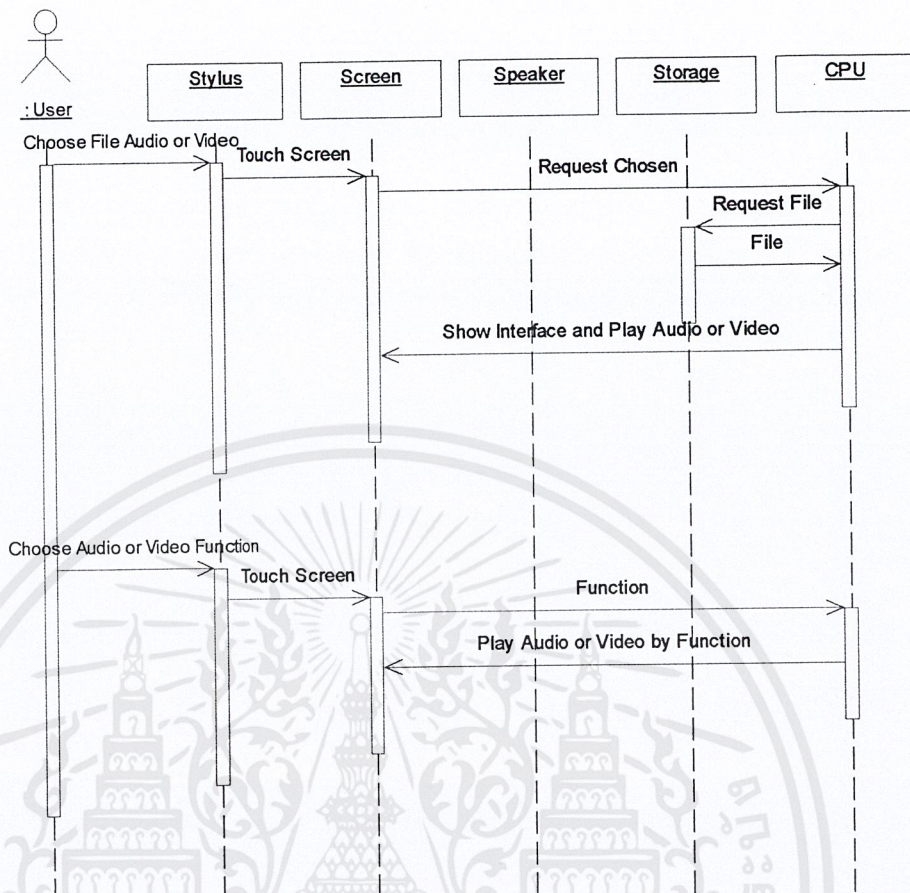 : User
Stylus
Screen
Speaker
Storage
CPU
Choose File Audio or Video
Touch Screen
Request Chosen
Request File
File
Show Interface and Play Audio or Video
Choose Audio or Video Function
Touch Screen
Function
Play Audio or Video by Function